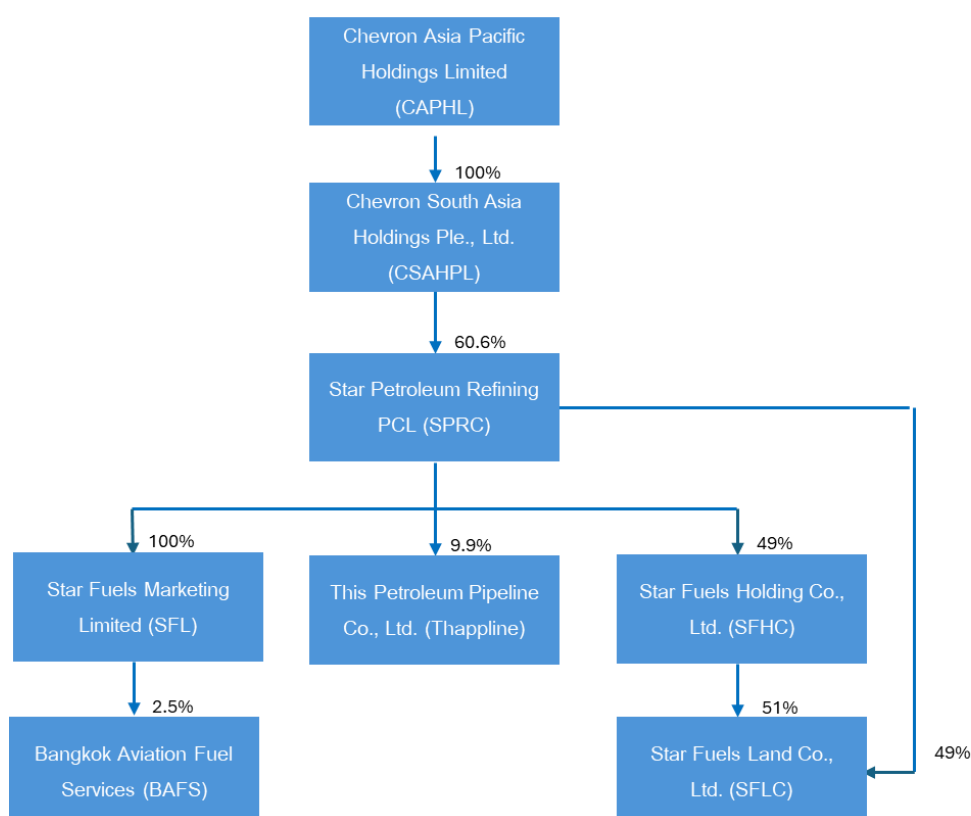 Chevron Asia Pacific
Holdings Limited
(CAPHL)
100%
Chevron South Asia
Holdings Ple., Ltd.
(CSAHPL)
60.6%
Star Petroleum Refining
PCL (SPRC)
100%
9.9%
49%
Star Fuels Marketing
Limited (SFL)
This Petroleum Pipeline
Co., Ltd. (Thappline)
Star Fuels Holding Co.,
Ltd. (SFHC)
2.5%
51%
49%
Bangkok Aviation Fuel
Services (BAFS)
Star Fuels Land Co.,
Ltd. (SFLC)